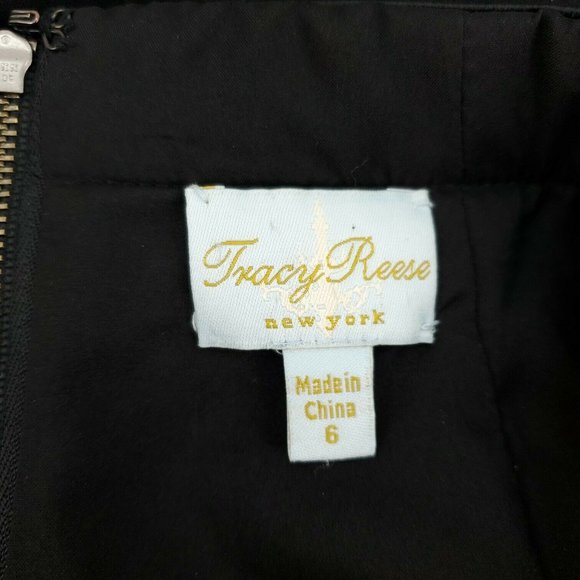 Tracy Reese
new york
Made in
China
6